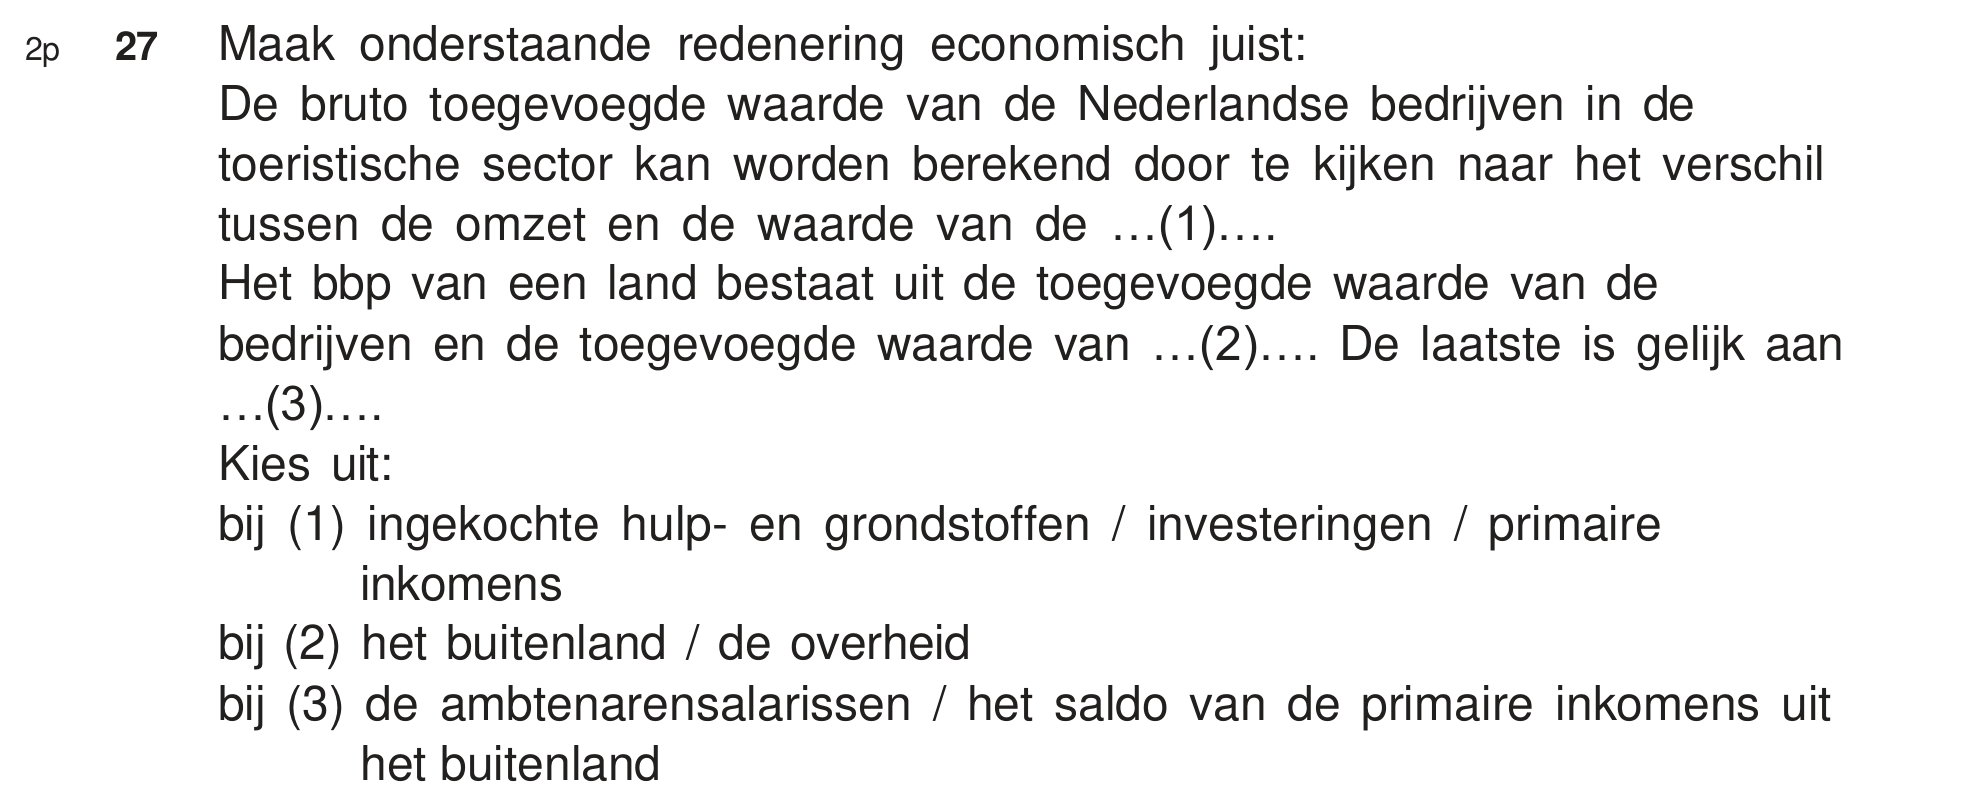 2p 27 Maak onderstaande redenering economisch juist:
De bruto toegevoegde waarde van de Nederlandse bedrijven in de
toeristische sector kan worden berekend door te kijken naar het verschil
tussen de omzet en de waarde van de …(1)….
Het bbp van een land bestaat uit de toegevoegde waarde van de
bedrijven en de toegevoegde waarde van …(2)…. De laatste is gelijk aan
…(3)….
Kies uit:
bij (1) ingekochte hulp- en grondstoffen / investeringen / primaire
inkomens
bij (2) het buitenland / de overheid
bij (3) de ambtenarensalarissen / het saldo van de primaire inkomens uit
het buitenland